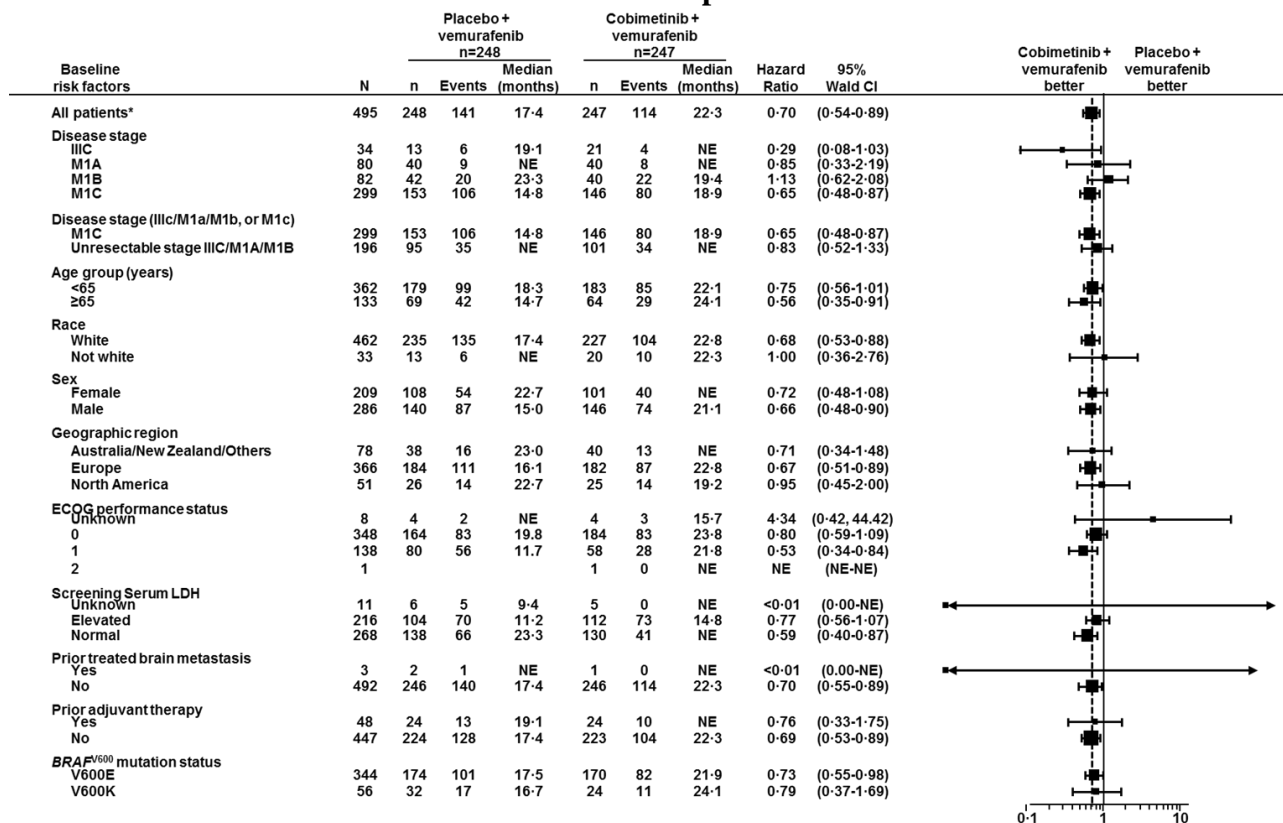 Placebo + Cobimetinib +
vemurafenib vemurafenib
n=248 n=247 Cobimetinib + Placebo +
Baseline Median Median Hazard 95% vemurafenib vemurafenib
risk factors N n Events (months) n Events (months) Ratio Wald CI better better
All patients* 495 248 141 17·4 247 114 22·3 0·70 (0·54-0·89)
Disease stage
IIIC 34 13 6 19·1 21 4 NE 0·29 (0·08-1·03)
M1A 80 40 9 NE 40 8 NE 0·85 (0·33-2·19)
M1B 82 42 20 23·3 40 22 19·4 1·13 (0·62-2·08)
M1C 299 153 106 14·8 146 80 18·9 0·65 (0·48-0·87)
Disease stage (IIIc/M1a/M1b, or M1c)
M1C 299 153 106 14·8 146 80 18·9 0·65 (0·48-0·87)
Unresectable stage IIIC/M1A/M1B 196 95 35 NE 101 34 NE 0·83 (0·52-1·33)
Age group (years)
<65 362 179 99 18·3 183 85 22·1 0·75 (0·56-1·01)
≥65 133 69 42 14·7 64 29 24·1 0·56 (0·35-0·91)
Race
White 462 235 135 17·4 227 104 22·8 0·68 (0·53-0·88)
Not white 33 13 6 NE 20 10 22·3 1·00 (0·36-2·76)
Sex
Female 209 108 54 22·7 101 40 NE 0·72 (0·48-1·08)
Male 286 140 87 15·0 146 74 21·1 0·66 (0·48-0·90)
Geographic region
Australia/New Zealand/Others 78 38 16 23·0 40 13 NE 0·71 (0·34-1·48)
Europe 366 184 111 16·1 182 87 22·8 0·67 (0·51-0·89)
North America 51 26 14 22·7 25 14 19·2 0·95 (0·45-2·00)
ECOG performance status
Unknown 8 4 2 NE 4 3 15·7 4·34 (0·42, 44·42)
0 348 164 83 19.8 184 83 23·8 0·80 (0·59-1·09)
1 138 80 56 11.7 58 28 21·8 0·53 (0·34-0·84)
2 1 1 0 NE NE (NE-NE)
Screening Serum LDH
Unknown 11 6 5 9·4 5 0 NE <0·01 (0·00-NE)
Elevated 216 104 70 11·2 112 73 14·8 0·77 (0·56-1·07)
Normal 268 138 66 23·3 130 41 NE 0·59 (0·40-0·87)
Prior treated brain metastasis
Yes 3 2 1 NE 1 0 NE <0·01 (0.00-NE)
No 492 246 140 17·4 246 114 22·3 0·70 (0·55-0·89)
Prior adjuvant therapy
Yes 48 24 13 19·1 24 10 NE 0·76 (0·33-1·75)
No 447 224 128 17·4 223 104 22·3 0·69 (0·53-0·89)
BRAFV600 mutation status
V600E 344 174 101 17·5 170 82 21·9 0·73 (0·55-0·98)
V600K 56 32 17 16·7 24 11 24·1 0·79 (0·37-1·69)
0·1 1 10